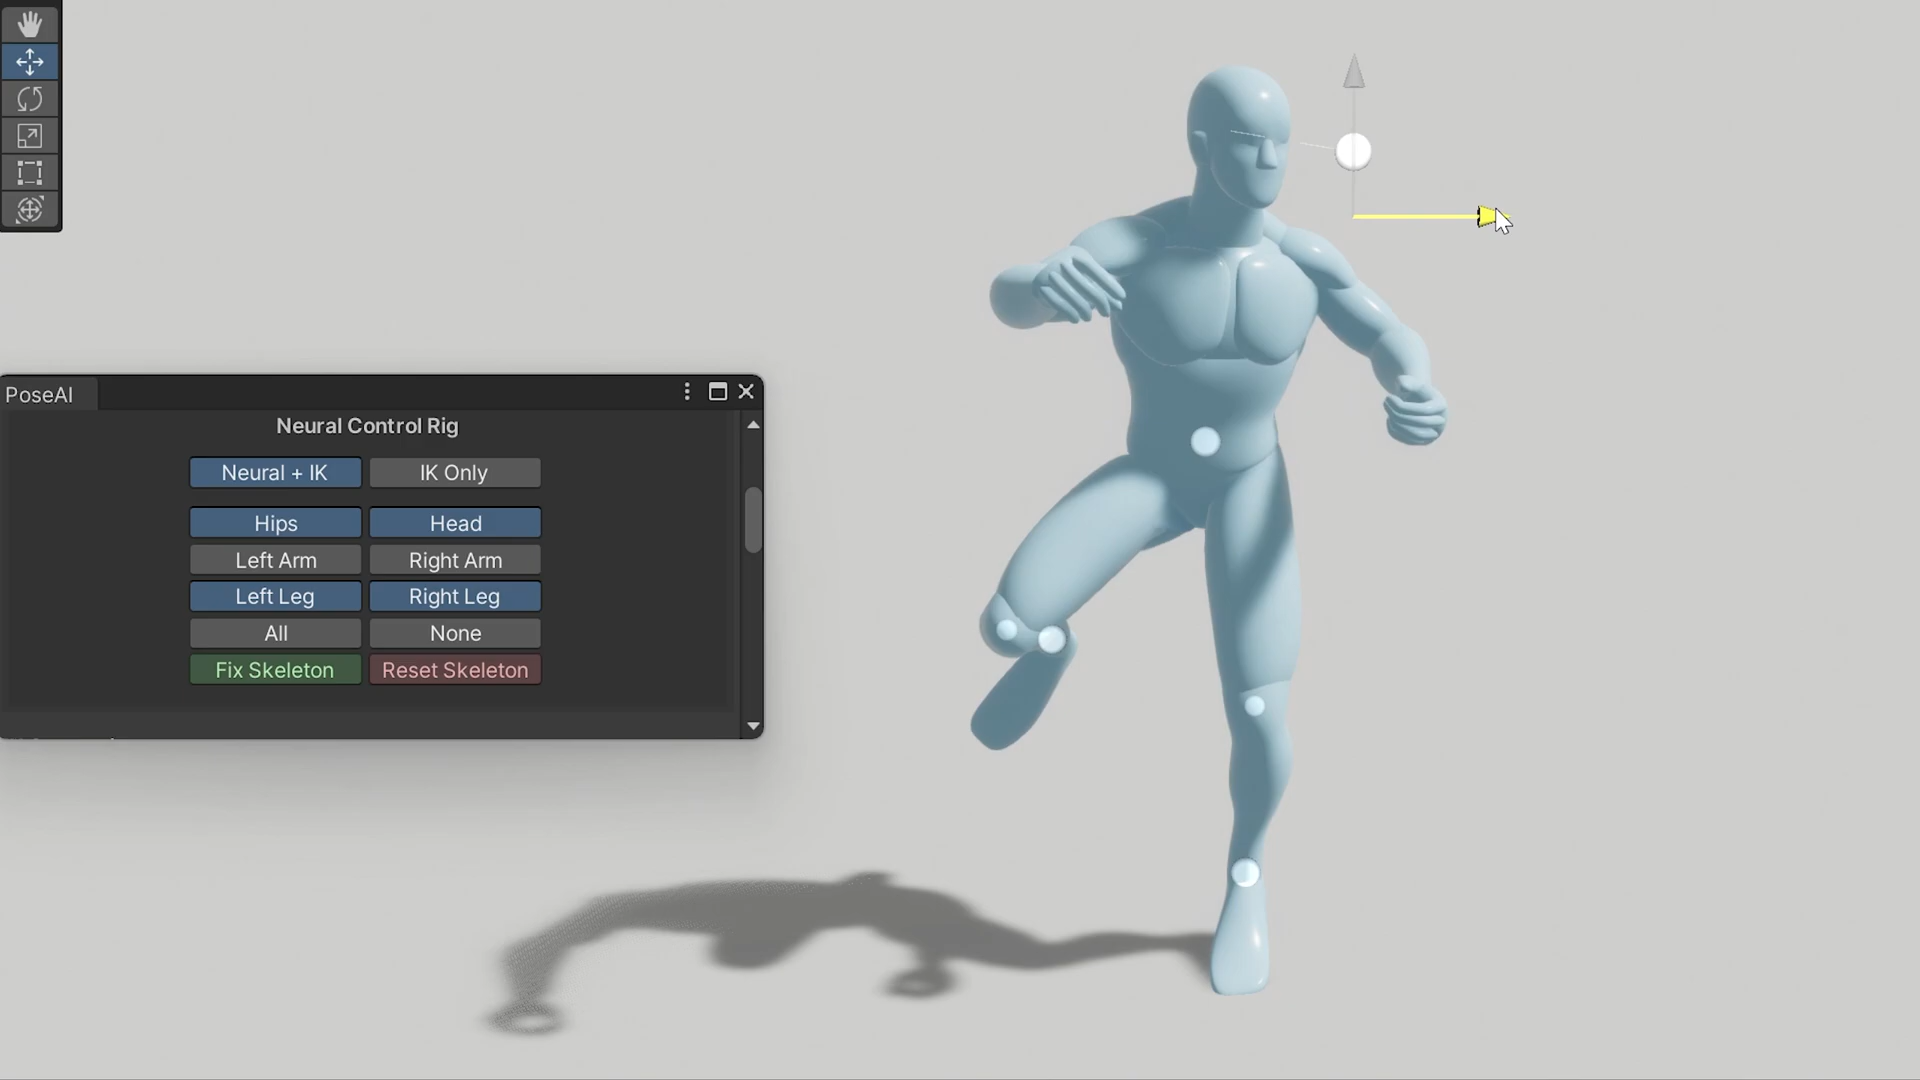 PoseAI
Neural Control Rig
Neural + IK
IK Only
Hips
Head
Left Arm
Right Arm
Left Leg
Right Leg
All
None
Fix Skeleton
Reset Skeleton